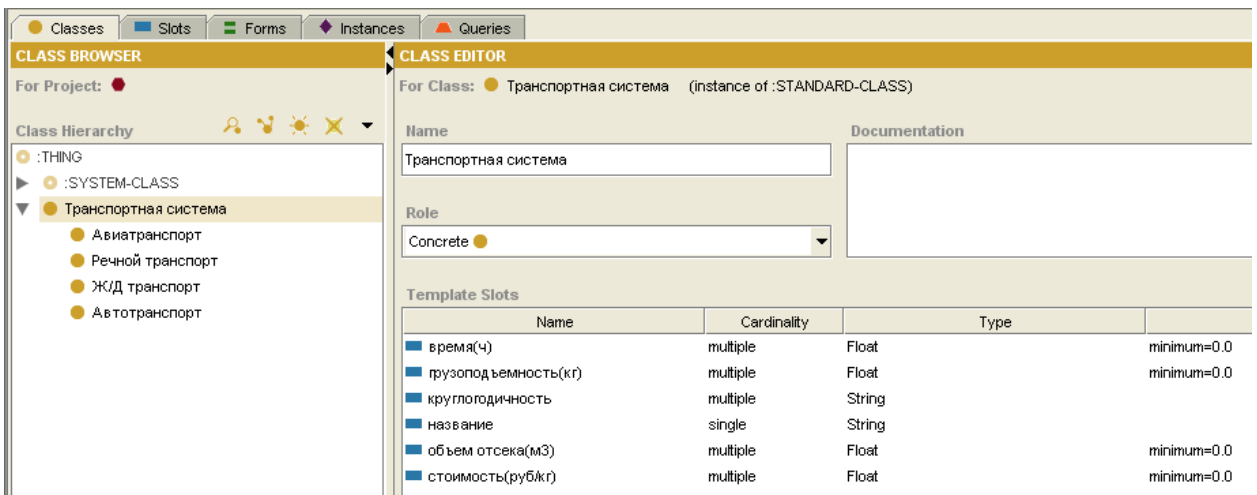 Classes Slots Forms Instances Queries
CLASS BROWSER
For Project:
Class Hierarchy
:THING
:SYSTEM-CLASS
Транспортная система
Авиатранспорт
Речной транспорт
Ж/Д транспорт
Автотранспорт
CLASS EDITOR
For Class: Транспортная система (instance of :STANDARD-CLASS)
Name
Транспортная система
Documentation
Role
Concrete
Template Slots
Name Cardinality Type
время(ч) multiple Float minimum=0.0
грузоподъемность(кг) multiple Float minimum=0.0
круглогодичность multiple String
название single String
объем отсека(м3) multiple Float minimum=0.0
стоимость(руб/кг) multiple Float minimum=0.0